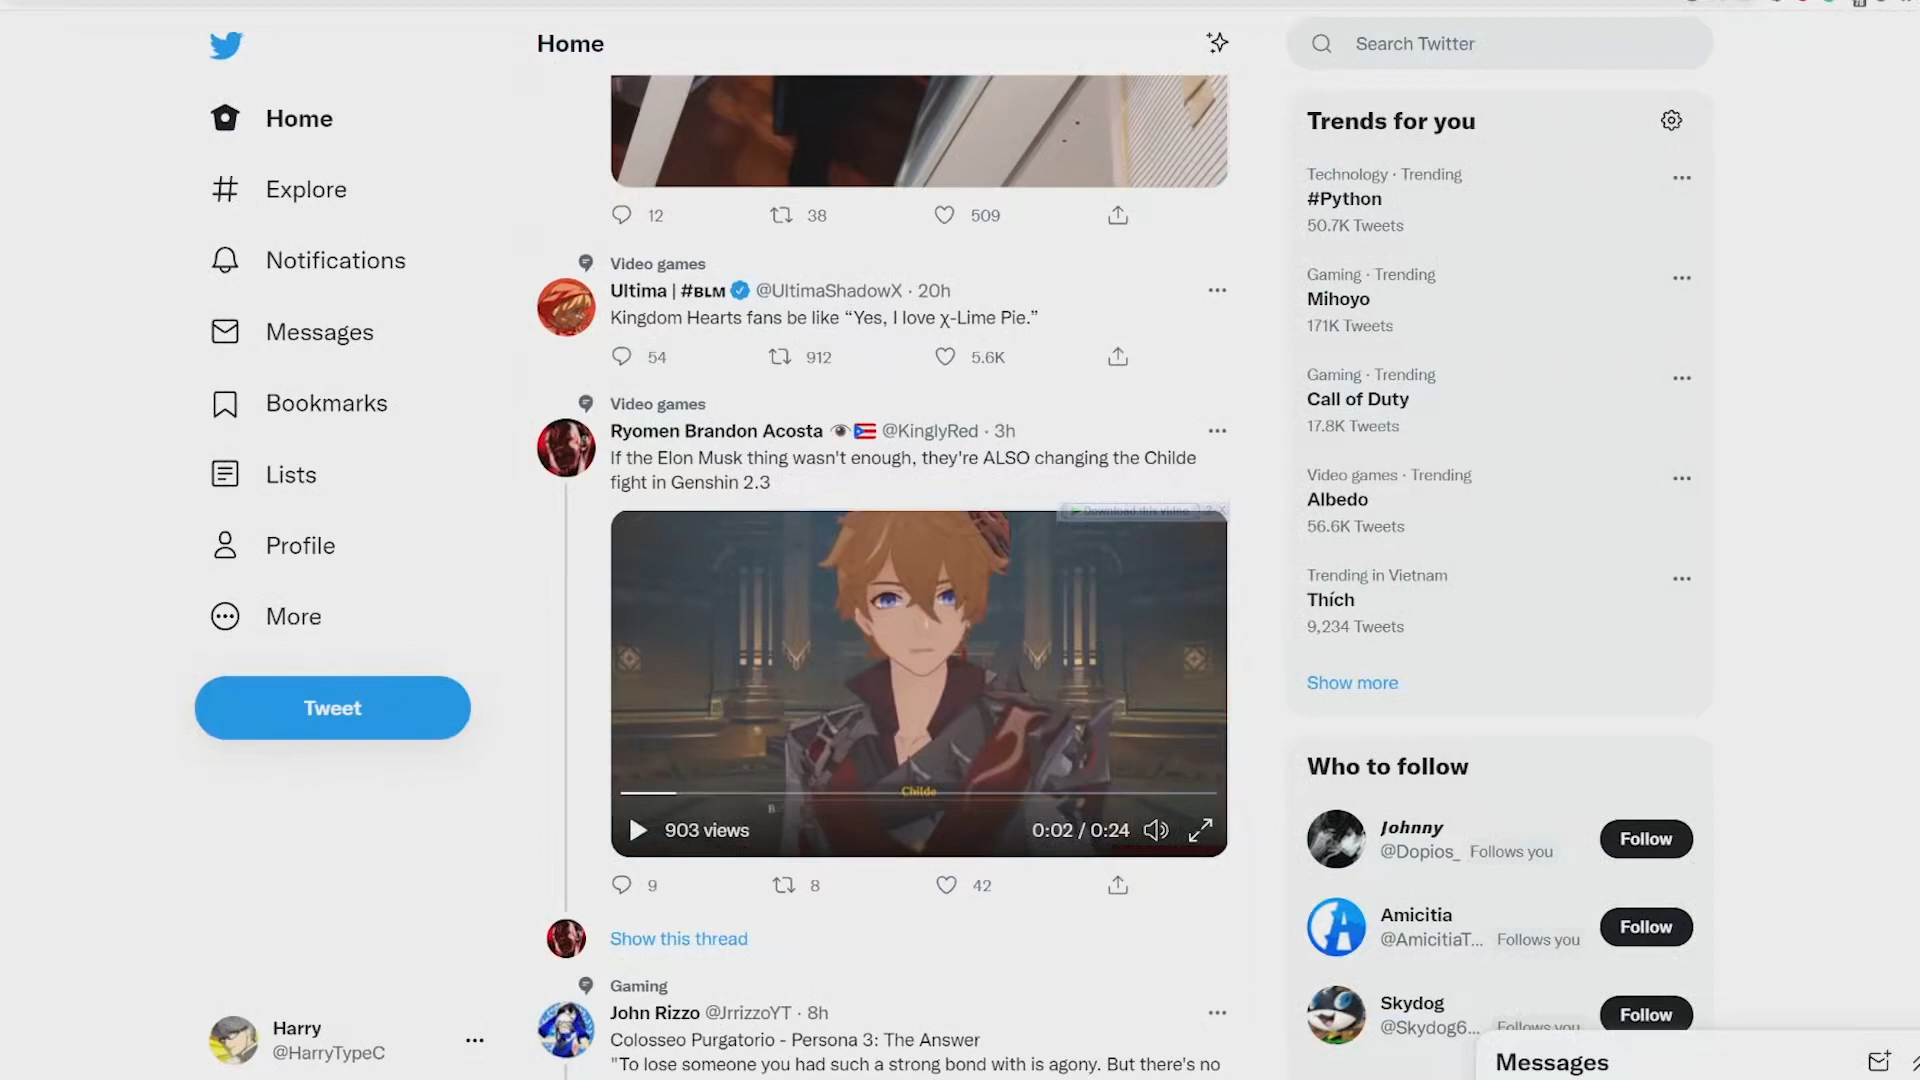 Home
Explore
Notifications
Messages
Bookmarks
Lists
Profile
More
Tweet
Harry
@HarryTypeC
Home
12 38 509
Video games
Ultima | #BLM @UltimaShadowX · 20h
Kingdom Hearts fans be like “Yes, I love χ-Lime Pie.”
54 912 5.6K
Video games
Ryomen Brandon Acosta @KinglyRed · 3h
If the Elon Musk thing wasn't enough, they're ALSO changing the Childe
fight in Genshin 2.3
Download this video ? X
Childe
903 views 0:02 / 0:24
9 8 42
Show this thread
Gaming
John Rizzo @JrrizzoYT · 8h
Colosseo Purgatorio - Persona 3: The Answer
"To lose someone you had such a strong bond with is agony. But there's no
Search Twitter
Trends for you
Technology · Trending
#Python
50.7K Tweets
Gaming · Trending
Mihoyo
171K Tweets
Gaming · Trending
Call of Duty
17.8K Tweets
Video games · Trending
Albedo
56.6K Tweets
Trending in Vietnam
Thích
9,234 Tweets
Show more
Who to follow
Johnny
@Dopios_ Follows you
Follow
Amicitia
@AmicitiaT... Follows you
Follow
Skydog
@Skydog6... Follows you
Follow
Messages